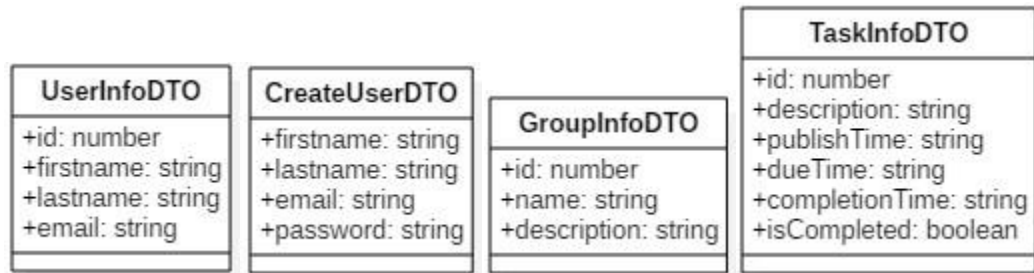 UserInfoDTO
+id: number
+firstname: string
+lastname: string
+email: string
CreateUserDTO
+firstname: string
+lastname: string
+email: string
+password: string
GroupInfoDTO
+id: number
+name: string
+description: string
TaskInfoDTO
+id: number
+description: string
+publishTime: string
+dueTime: string
+completionTime: string
+isCompleted: boolean